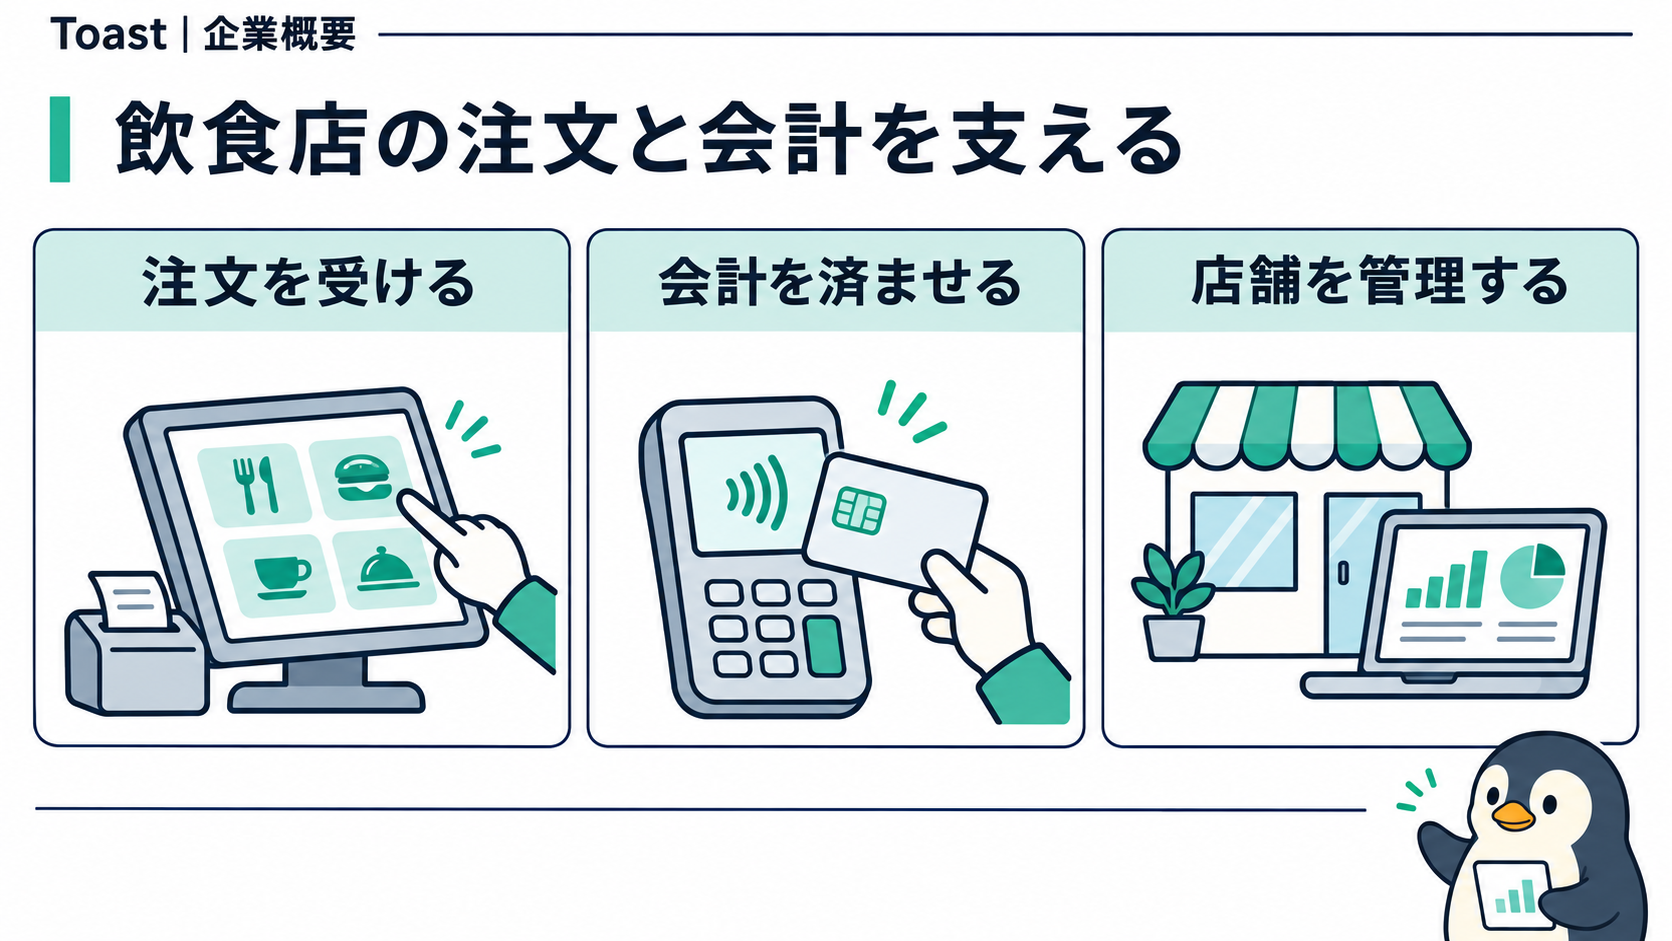 Toast | 企業概要
飲食店の注文と会計を支える
注文を受ける
会計を済ませる
店舗を管理する